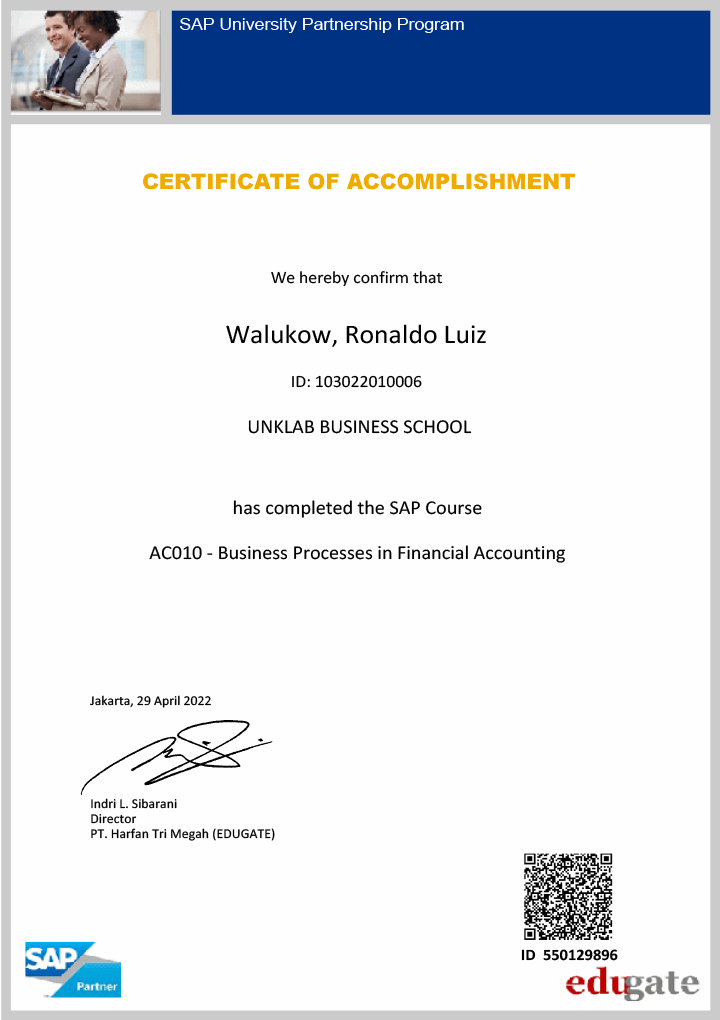 SAP University Partnership Program
CERTIFICATE OF ACCOMPLISHMENT
We hereby confirm that
Walukow, Ronaldo Luiz
ID: 103022010006
UNKLAB BUSINESS SCHOOL
has completed the SAP Course
AC010 - Business Processes in Financial Accounting
Jakarta, 29 April 2022
Indri L. Sibarani
Director
PT. Harfan Tri Megah (EDUGATE)
ID 550129896
SAP
Partner
edugate